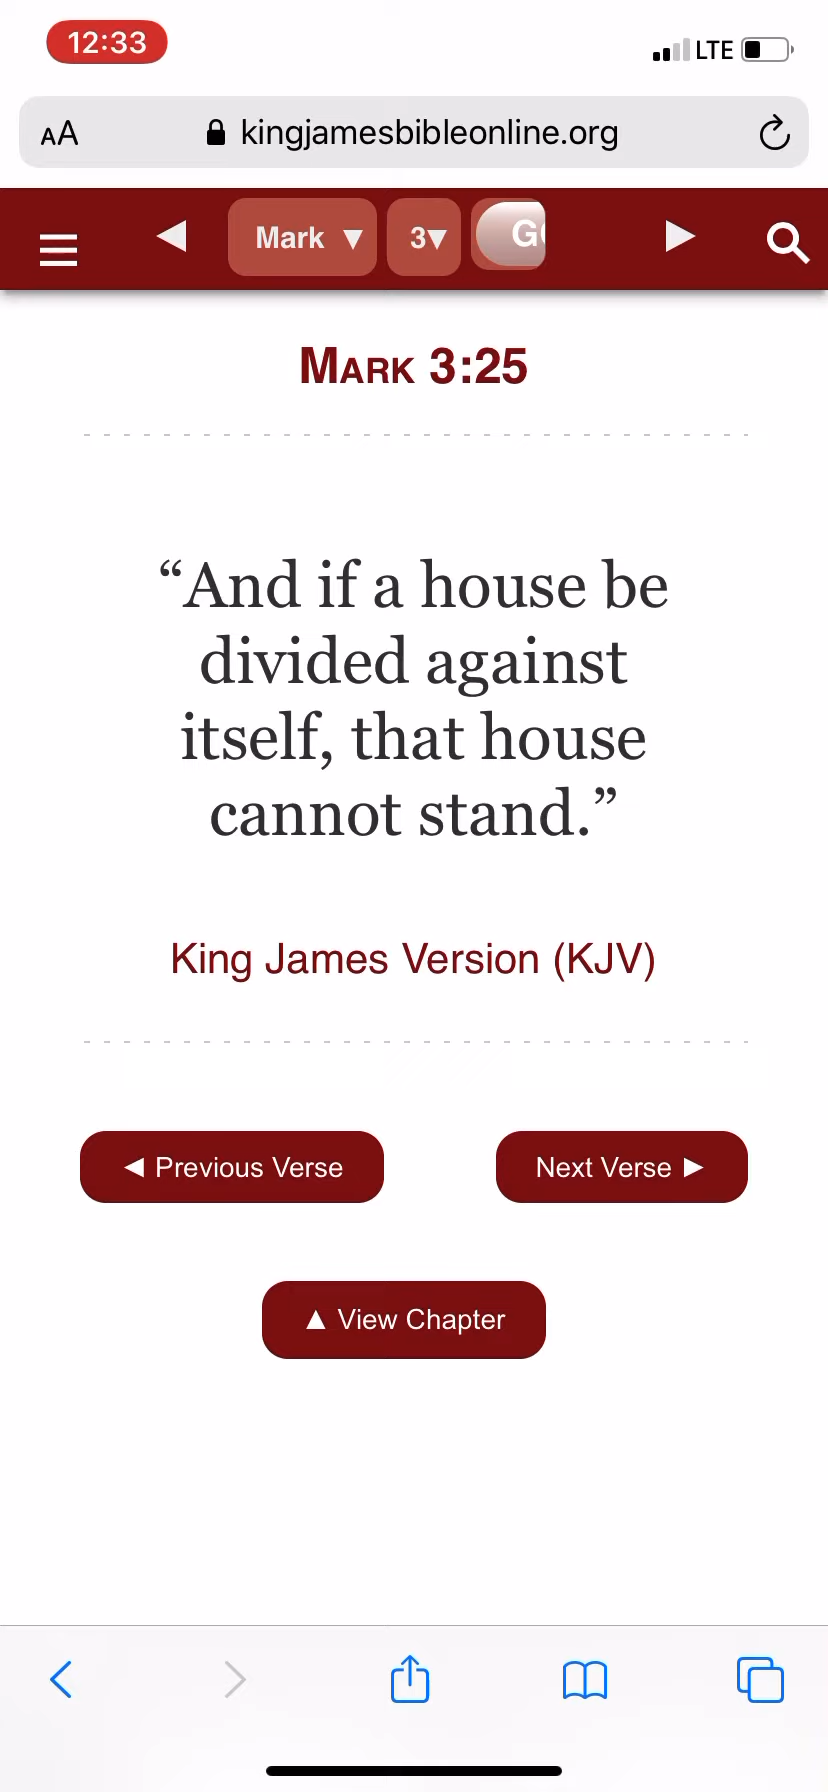 12:33
LTE
AA kingjamesbibleonline.org
Mark ▼ 3▼ G
Mark 3:25
“And if a house be
divided against
itself, that house
cannot stand.”
King James Version (KJV)
◀ Previous Verse
Next Verse ▶
▲ View Chapter